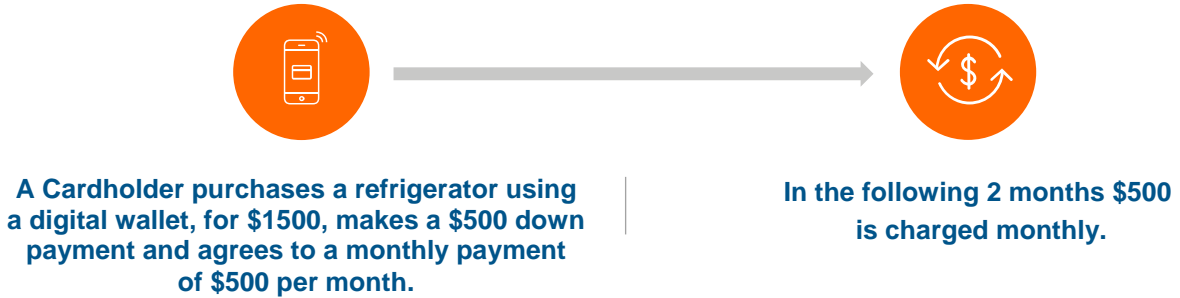 $
A Cardholder purchases a refrigerator using
a digital wallet, for $1500, makes a $500 down
payment and agrees to a monthly payment
of $500 per month.
In the following 2 months $500
is charged monthly.